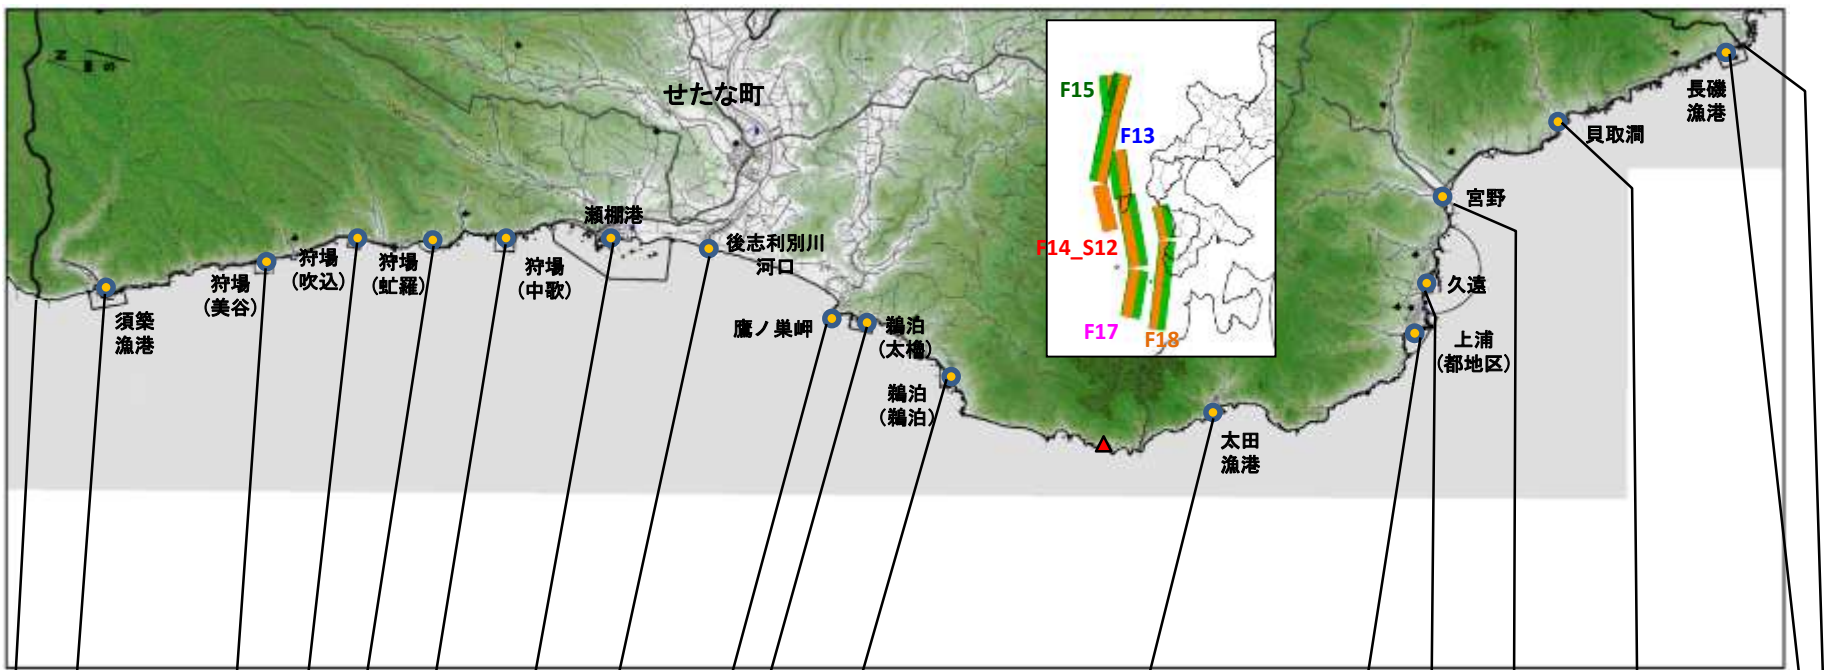 せたな町
F15
F13
F14_S12
F17
F18
長磯
漁港
貝取澗
宮野
久遠
上浦
(都地区)
太田
漁港
鵜泊
(鵜泊)
鵜泊
(太櫓)
鷹ノ巣岬
後志利別川
河口
瀬棚港
狩場
(中歌)
狩場
(虻羅)
狩場
(吹込)
狩場
(美谷)
須築
漁港
N
S